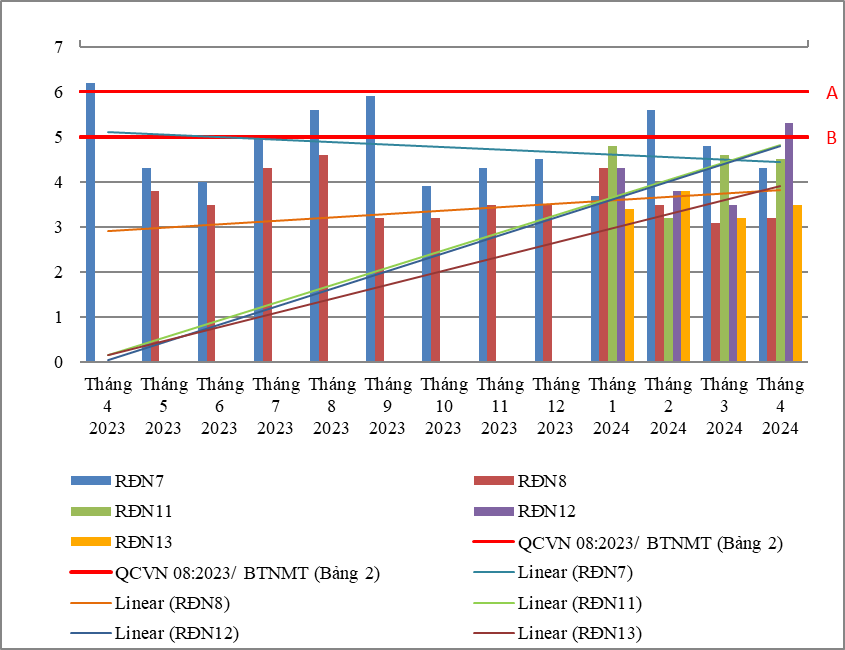 7
6
A
5
B
4
3
2
1
0
Tháng 4 2023
Tháng 5 2023
Tháng 6 2023
Tháng 7 2023
Tháng 8 2023
Tháng 9 2023
Tháng 10 2023
Tháng 11 2023
Tháng 12 2023
Tháng 1 2024
Tháng 2 2024
Tháng 3 2024
Tháng 4 2024
RĐN7
RĐN8
RĐN11
RĐN12
RĐN13
QCVN 08:2023/ BTNMT (Bảng 2)
QCVN 08:2023/ BTNMT (Bảng 2)
Linear (RĐN7)
Linear (RĐN8)
Linear (RĐN11)
Linear (RĐN12)
Linear (RĐN13)